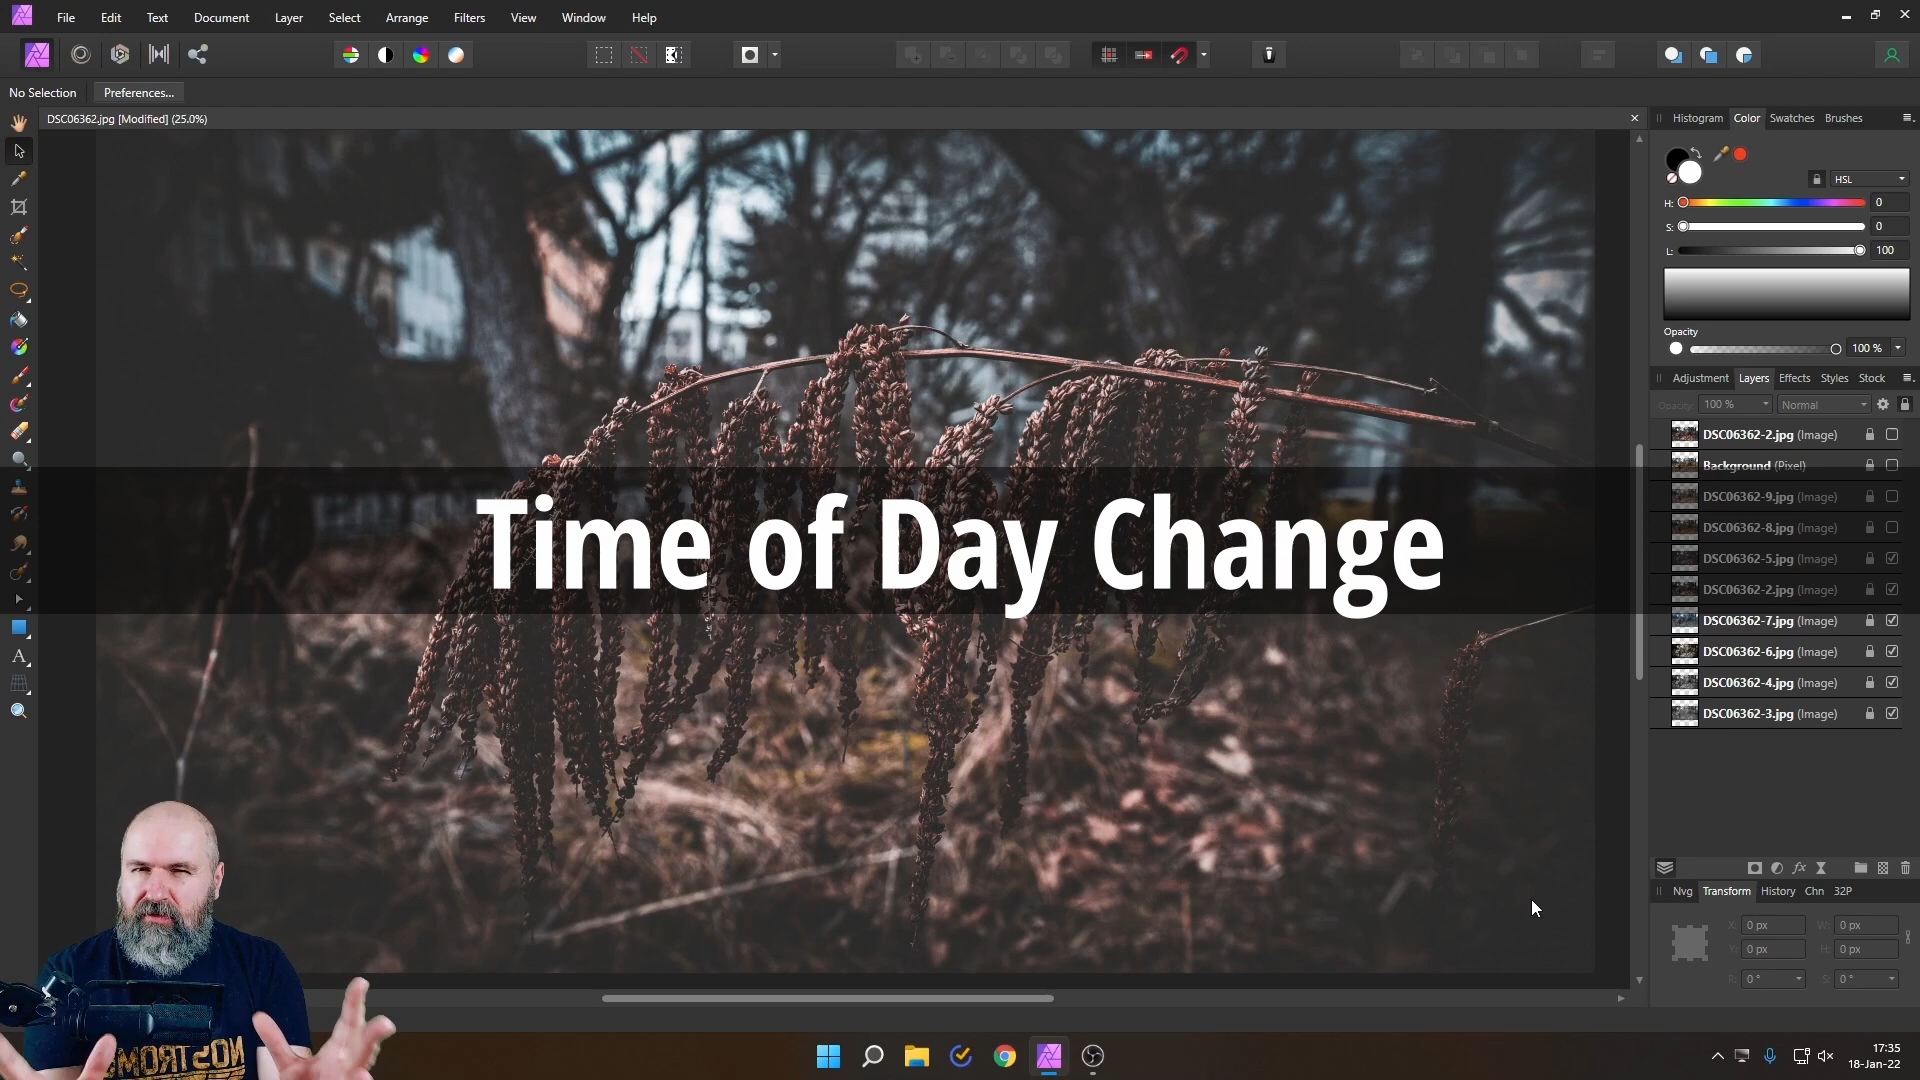 File Edit Text Document Layer Select Arrange Filters View Window Help
No Selection Preferences...
DSC06362.jpg [Modified] (25.0%)
Histogram Color Swatches Brushes
HSL
H: 0
S: 0
L: 100
Opacity
100 %
Adjustment Layers Effects Styles Stock
Opacity: 100 % Normal
DSC06362-2.jpg (Image)
Background (Pixel)
DSC06362-9.jpg (Image)
DSC06362-8.jpg (Image)
DSC06362-5.jpg (Image)
DSC06362-2.jpg (Image)
DSC06362-7.jpg (Image)
DSC06362-6.jpg (Image)
DSC06362-4.jpg (Image)
DSC06362-3.jpg (Image)
Time of Day Change
Nvg Transform History Chn 32P
X: 0 px W: 0 px
Y: 0 px H: 0 px
R: 0 ° S: 0 °
17:35
18-Jan-22